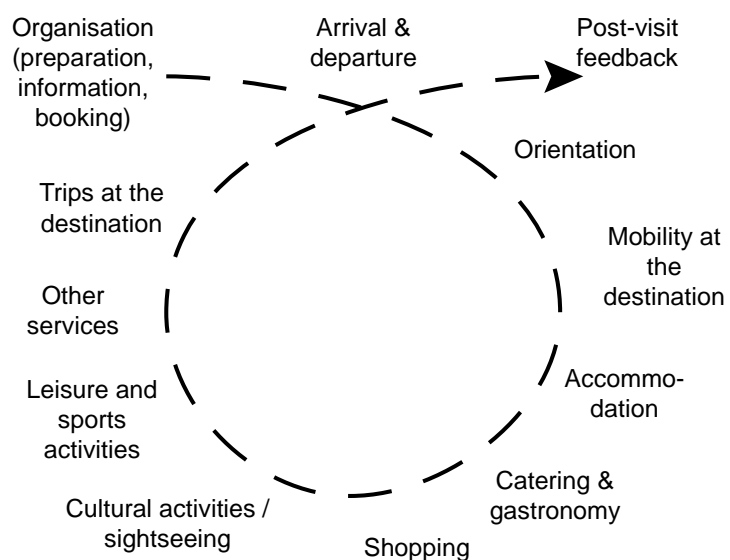 Organisation
(preparation,
information,
booking)
Arrival &
departure
Post-visit
feedback
Orientation
Mobility at
the
destination
Accommo-
dation
Catering &
gastronomy
Shopping
Cultural activities /
sightseeing
Leisure and
sports
activities
Other
services
Trips at the
destination